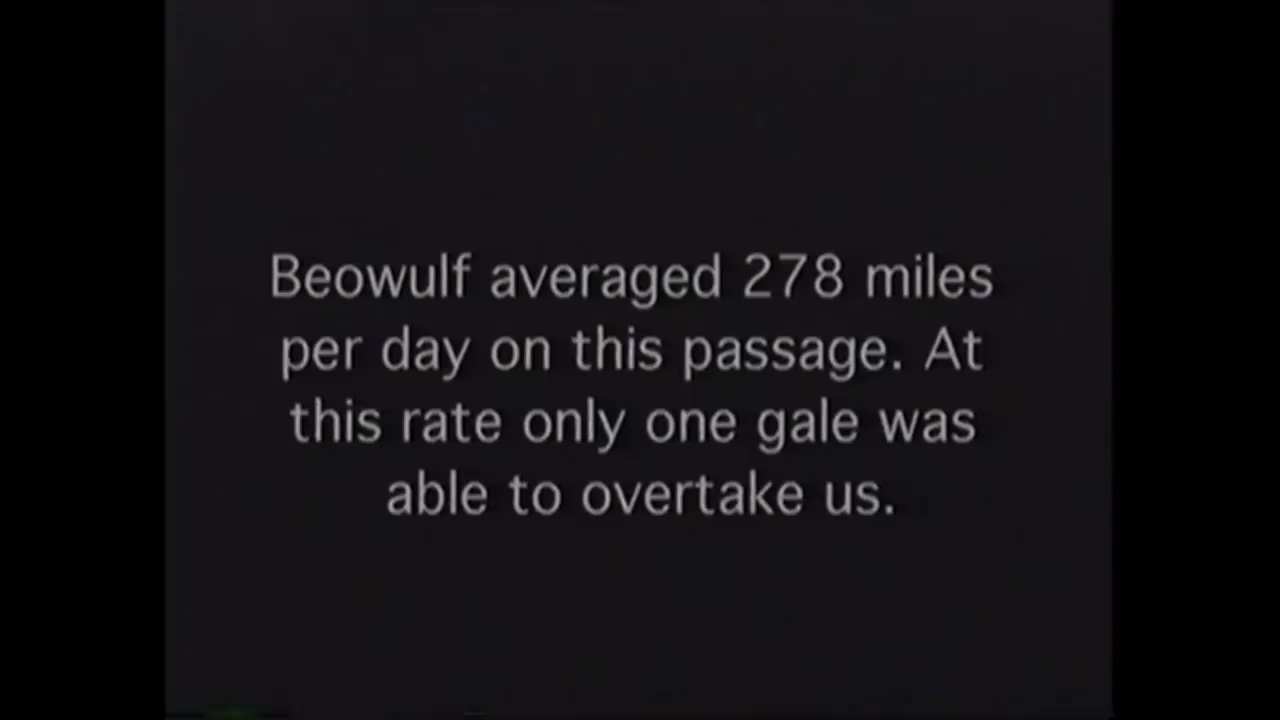 Beowulf averaged 278 miles
per day on this passage. At
this rate only one gale was
able to overtake us.